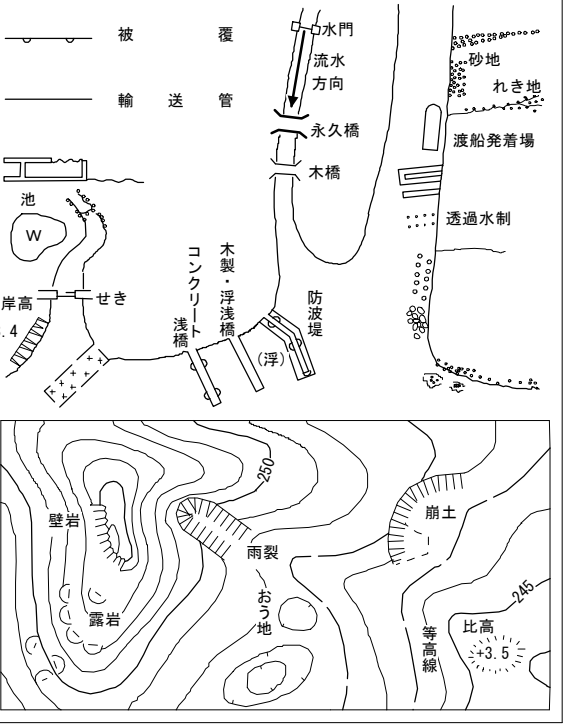 被覆
輸送管
水門
流水
方向
永久橋
木橋
砂地
れき地
渡船発着場
透過水制
池
W
せき
岸高
.4
コンクリート
浅橋
木製・浮浅橋
(浮)
防波堤
250
壁岩
雨裂
露岩
おう地
崩土
等高線
245
比高
+3.5